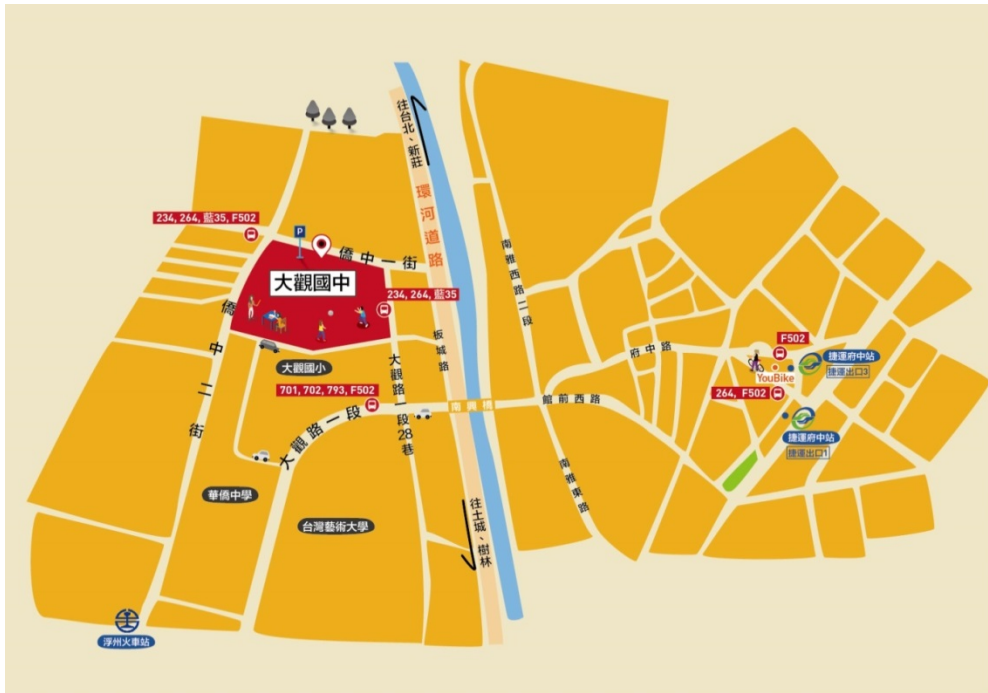 往台北、新莊
環河道路
234, 264, 藍35, F502
P
僑中一街
大觀國中
234, 264, 藍35
南雅西路二段
板城路
府中路
F502
捷運府中站
捷運出口3
YouBike
264, F502
捷運府中站
捷運出口1
僑中二街
大觀國小
701, 702, 793, F502
大觀路一段
大觀路一段28巷
南興橋
館前西路
南雅東路
華僑中學
台灣藝術大學
往土城、樹林
浮州火車站